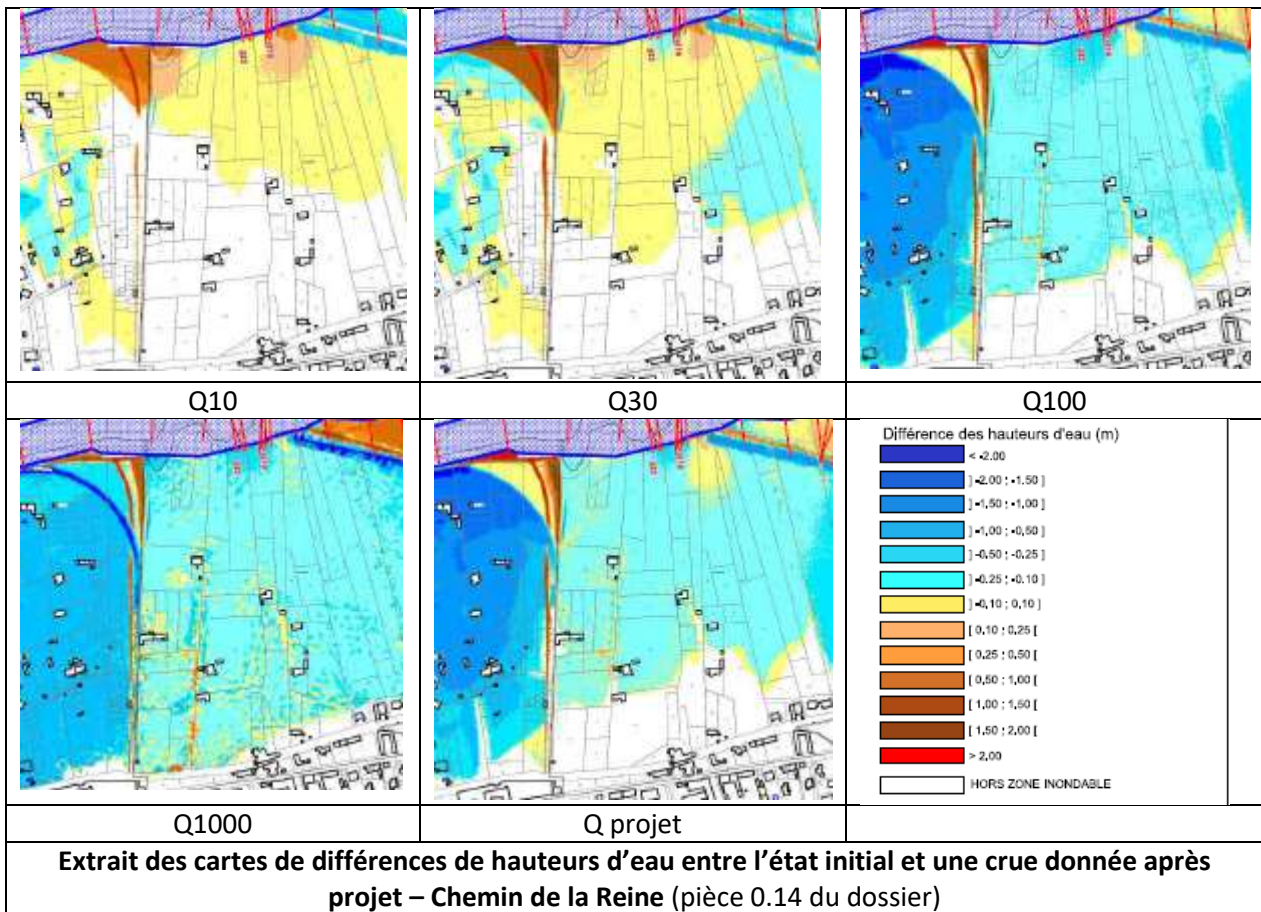 Q10
Q30
Q100
Différence des hauteurs d'eau (m)
< -2.00
]-2,00 ; -1.50 ]
]-1,50 ; -1,00 ]
]-1,00 ; -0,50 ]
]-0,50 ; -0.25 ]
]-0.25 ; -0.10 ]
]-0,10 ; 0,10 ]
[ 0,10 ; 0,25 [
[ 0,25 ; 0,50 [
[ 0,50 ; 1,00 [
[ 1,00 ; 1,50 [
[ 1,50 ; 2,00 [
> 2,00
HORS ZONE INONDABLE
Q1000
Q projet
Extrait des cartes de différences de hauteurs d'eau entre l'état initial et une crue donnée après
projet – Chemin de la Reine (pièce 0.14 du dossier)